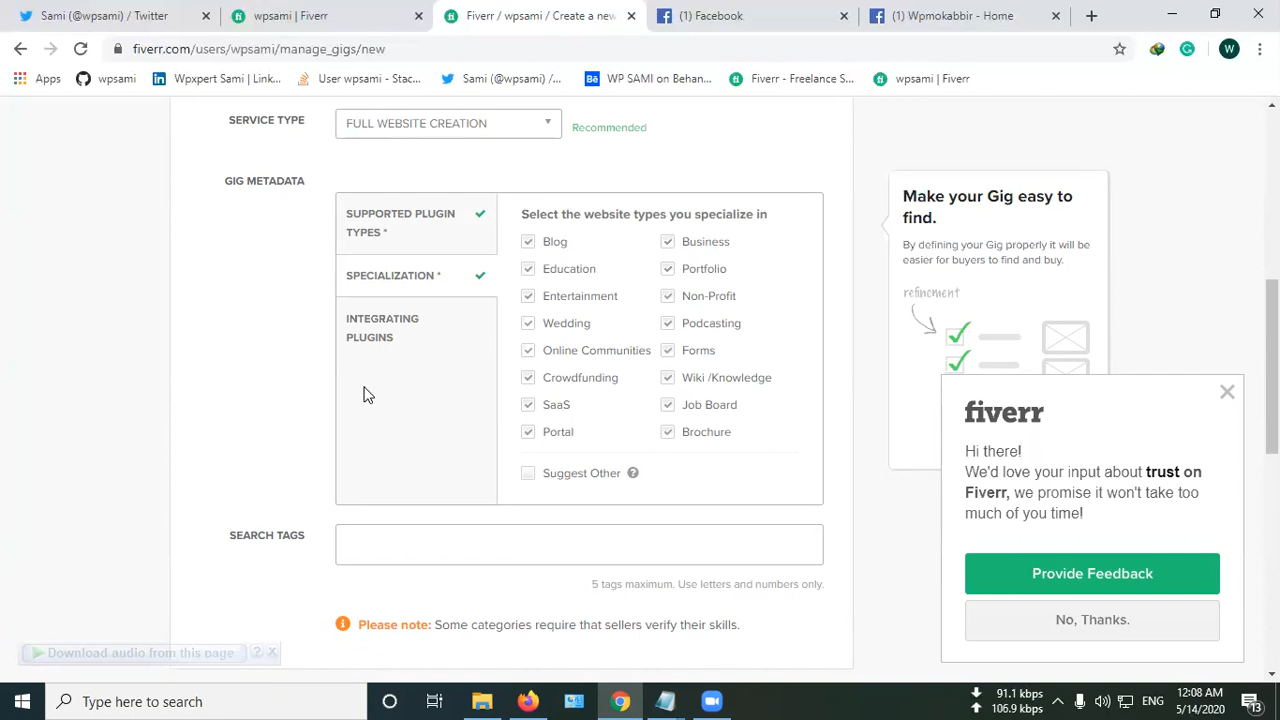 Sami (@wpsami) / Twitter
wpsami | Fiverr
Fiverr / wpsami / Create a new
(1) Facebook
(1) Wpmokabbir - Home
fiverr.com/users/wpsami/manage_gigs/new
W
Apps
wpsami
Wpxpert Sami | Link...
User wpsami - Stac...
Sami (@wpsami) /...
WP SAMI on Behan...
Fiverr - Freelance S...
wpsami | Fiverr
SERVICE TYPE
FULL WEBSITE CREATION
Recommended
GIG METADATA
SUPPORTED PLUGIN
TYPES *
SPECIALIZATION *
INTEGRATING
PLUGINS
Select the website types you specialize in
Blog
Business
Education
Portfolio
Entertainment
Non-Profit
Wedding
Podcasting
Online Communities
Forms
Crowdfunding
Wiki /Knowledge
SaaS
Job Board
Portal
Brochure
Suggest Other
SEARCH TAGS
5 tags maximum. Use letters and numbers only.
Please note: Some categories require that sellers verify their skills.
Make your Gig easy to
find.
By defining your Gig properly it will be
easier for buyers to find and buy.
refinement
fiverr
Hi there!
We'd love your input about trust on
Fiverr, we promise it won't take too
much of you time!
Provide Feedback
No, Thanks.
Download audio from this page
Type here to search
91.1 kbps
106.9 kbps
ENG
12:08 AM
5/14/2020
13